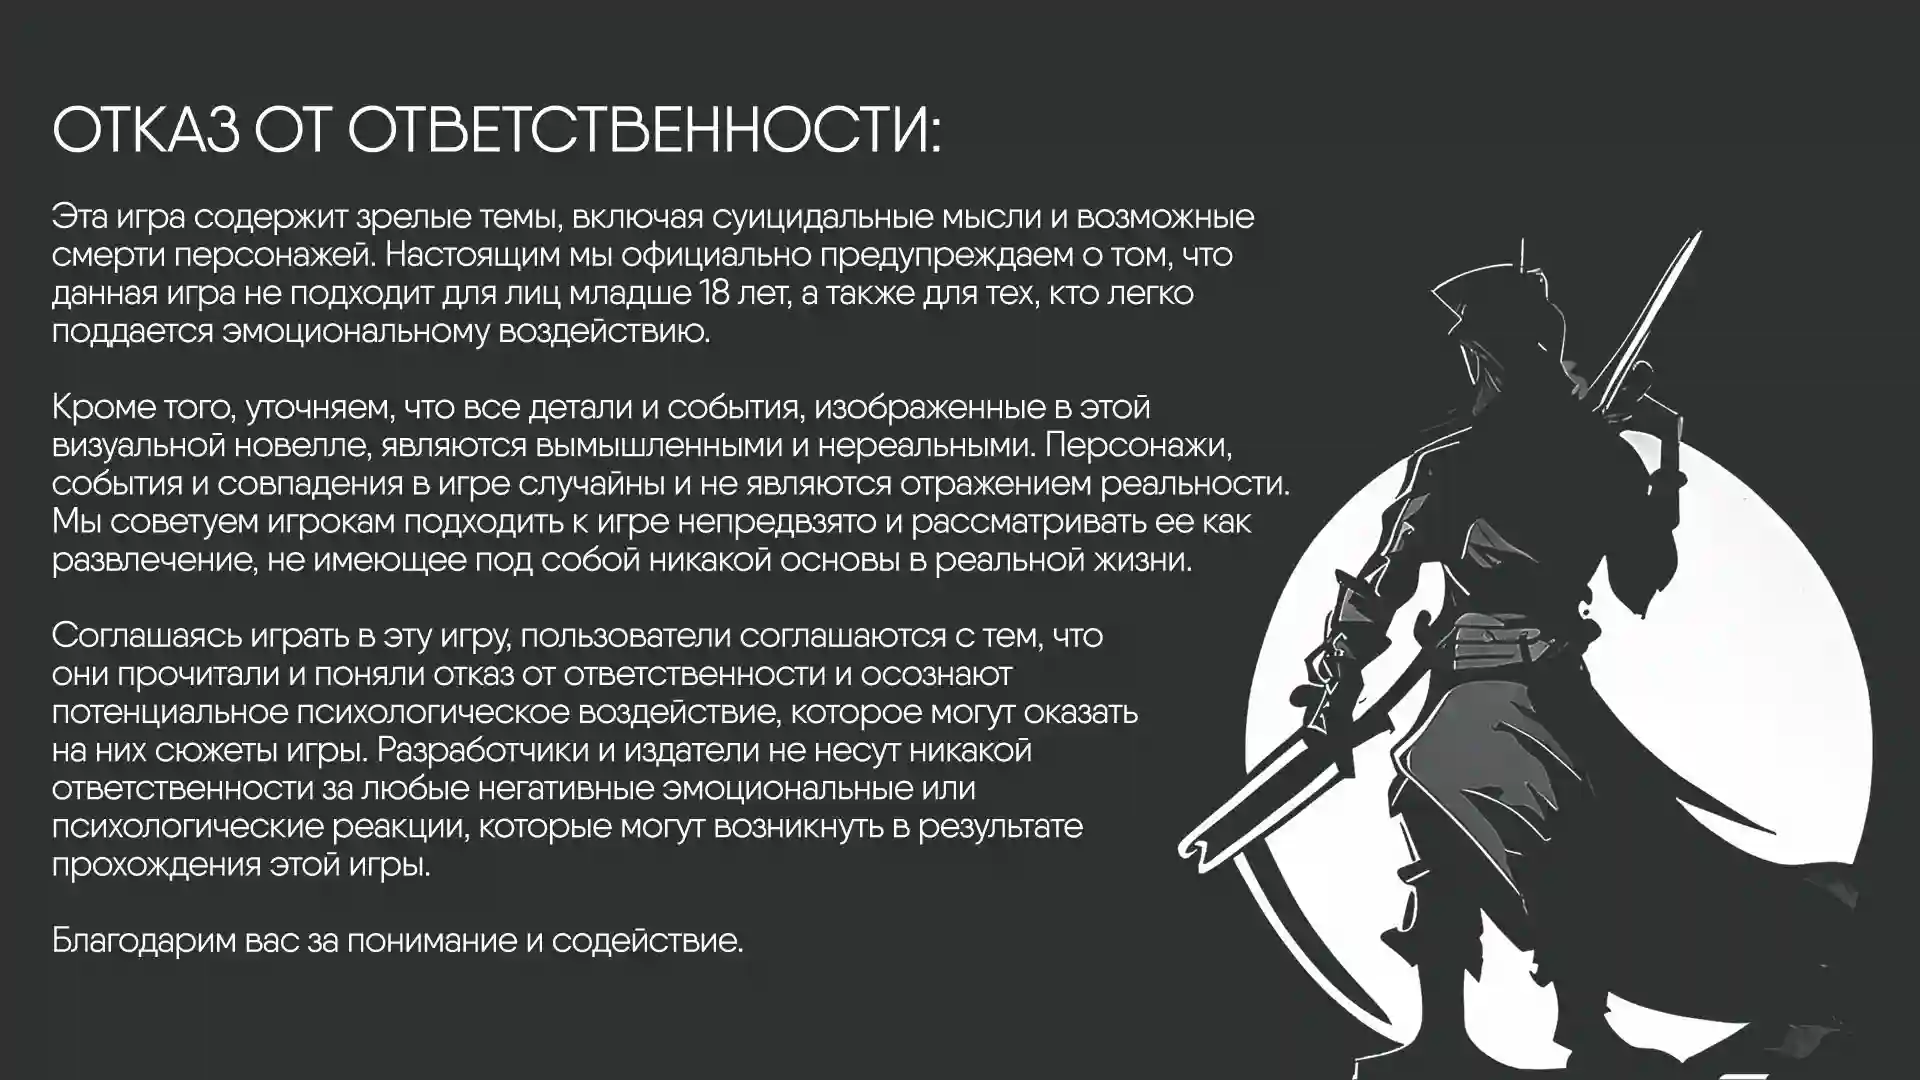 ОТКАЗ ОТ ОТВЕТСТВЕННОСТИ:
Эта игра содержит зрелые темы, включая суицидальные мысли и возможные
смерти персонажей. Настоящим мы официально предупреждаем о том, что
данная игра не подходит для лиц младше 18 лет, а также для тех, кто легко
поддается эмоциональному воздействию.
Кроме того, уточняем, что все детали и события, изображенные в этой
визуальной новелле, являются вымышленными и нереальными. Персонажи,
события и совпадения в игре случайны и не являются отражением реальности.
Мы советуем игрокам подходить к игре непредвзято и рассматривать ее как
развлечение, не имеющее под собой никакой основы в реальной жизни.
Соглашаясь играть в эту игру, пользователи соглашаются с тем, что
они прочитали и поняли отказ от ответственности и осознают
потенциальное психологическое воздействие, которое могут оказать
на них сюжеты игры. Разработчики и издатели не несут никакой
ответственности за любые негативные эмоциональные или
психологические реакции, которые могут возникнуть в результате
прохождения этой игры.
Благодарим вас за понимание и содействие.